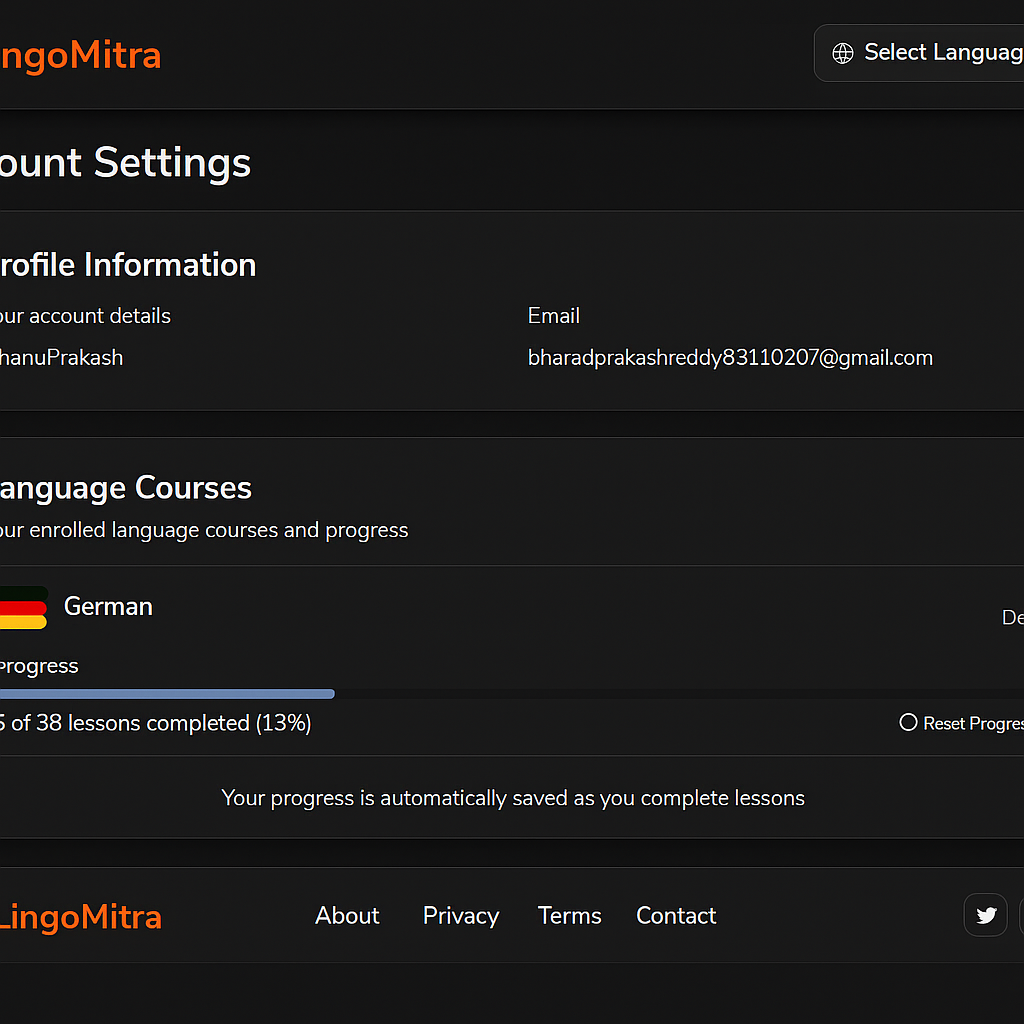 ngoMitra
Select Languag
ount Settings
rofile Information
our account details
Email
hanuPrakash
bharadprakashreddy83110207@gmail.com
anguage Courses
our enrolled language courses and progress
German
De
Progress
5 of 38 lessons completed (13%)
Reset Progres
Your progress is automatically saved as you complete lessons
LingoMitra
About
Privacy
Terms
Contact